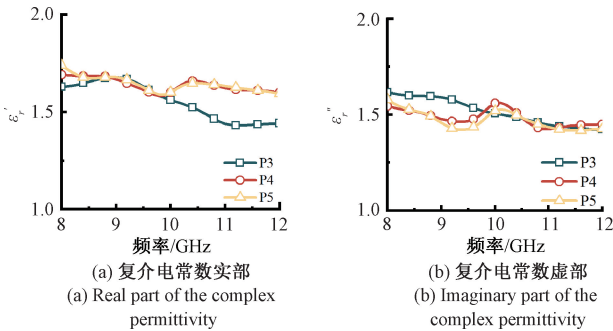 2.0
1.5
1.0
εr′
P3
P4
P5
8 9 10 11 12
频率/GHz
(a) 复介电常数实部
(a) Real part of the complex
permittivity
2.0
1.5
1.0
εr″
P3
P4
P5
8 9 10 11 12
频率/GHz
(b) 复介电常数虚部
(b) Imaginary part of the
complex permittivity